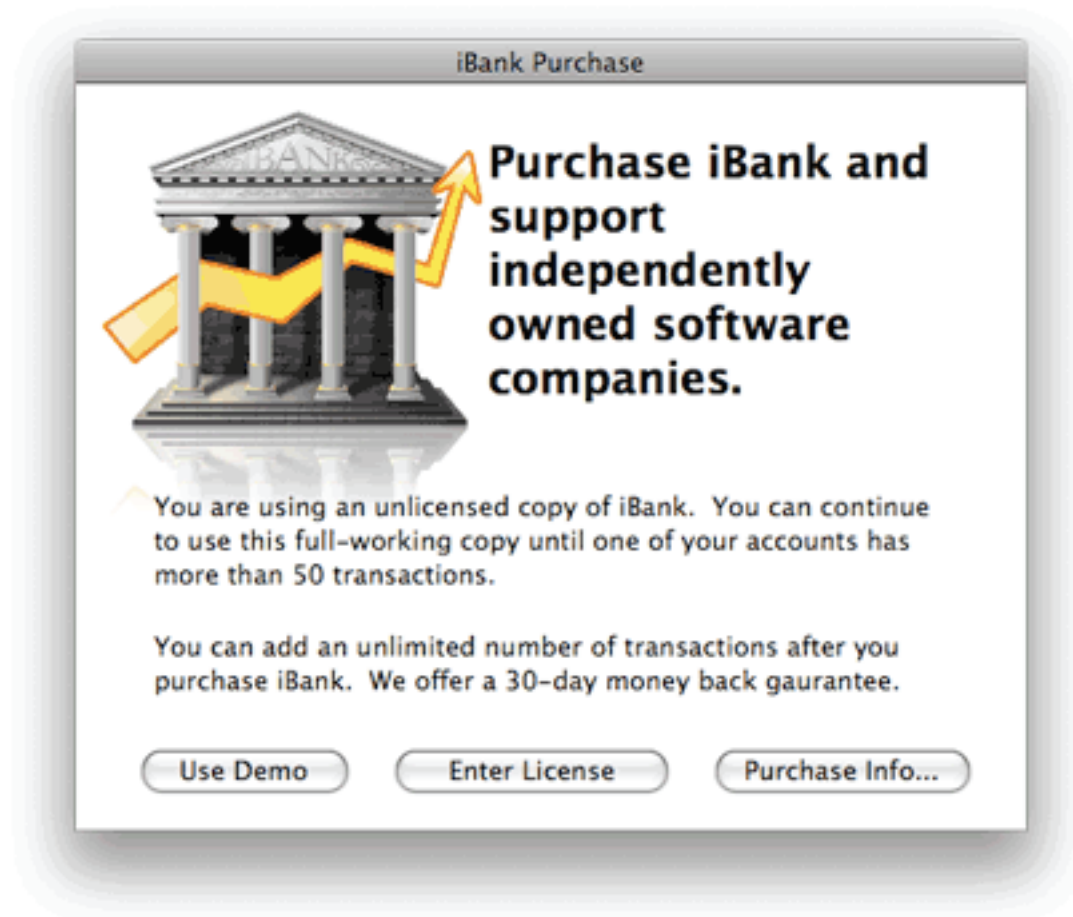 iBank Purchase
iBANK
Purchase iBank and
support
independently
owned software
companies.
You are using an unlicensed copy of iBank.  You can continue
to use this full-working copy until one of your accounts has
more than 50 transactions.
You can add an unlimited number of transactions after you
purchase iBank.  We offer a 30-day money back gaurantee.
Use Demo
Enter License
Purchase Info...